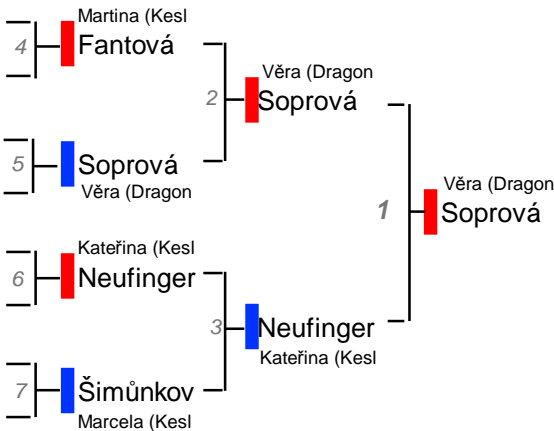 Martina (Kesl
4 Fantová
Věra (Dragon
2 Soprová
5 Soprová
Věra (Dragon
Věra (Dragon
1 Soprová
Kateřina (Kesl
6 Neufinger
3 Neufinger
Kateřina (Kesl
7 Šimůnkov
Marcela (Kesl